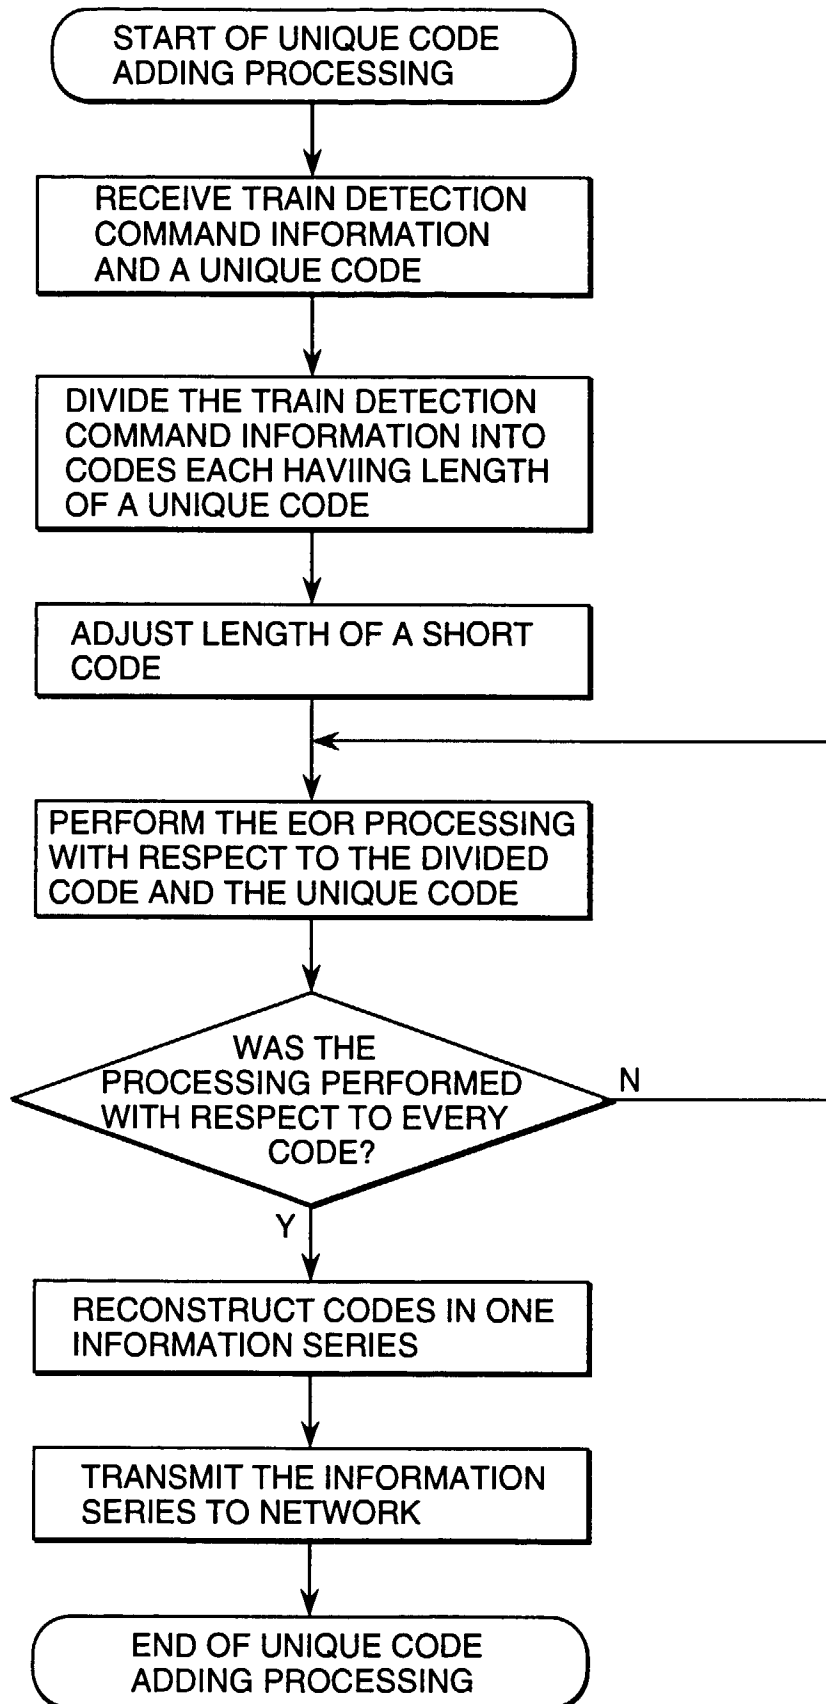 START OF UNIQUE CODE
ADDING PROCESSING
RECEIVE TRAIN DETECTION
COMMAND INFORMATION
AND A UNIQUE CODE
DIVIDE THE TRAIN DETECTION
COMMAND INFORMATION INTO
CODES EACH HAVIING LENGTH
OF A UNIQUE CODE
ADJUST LENGTH OF A SHORT
CODE
PERFORM THE EOR PROCESSING
WITH RESPECT TO THE DIVIDED
CODE AND THE UNIQUE CODE
WAS THE
PROCESSING PERFORMED
WITH RESPECT TO EVERY
CODE?
N
Y
RECONSTRUCT CODES IN ONE
INFORMATION SERIES
TRANSMIT THE INFORMATION
SERIES TO NETWORK
END OF UNIQUE CODE
ADDING PROCESSING